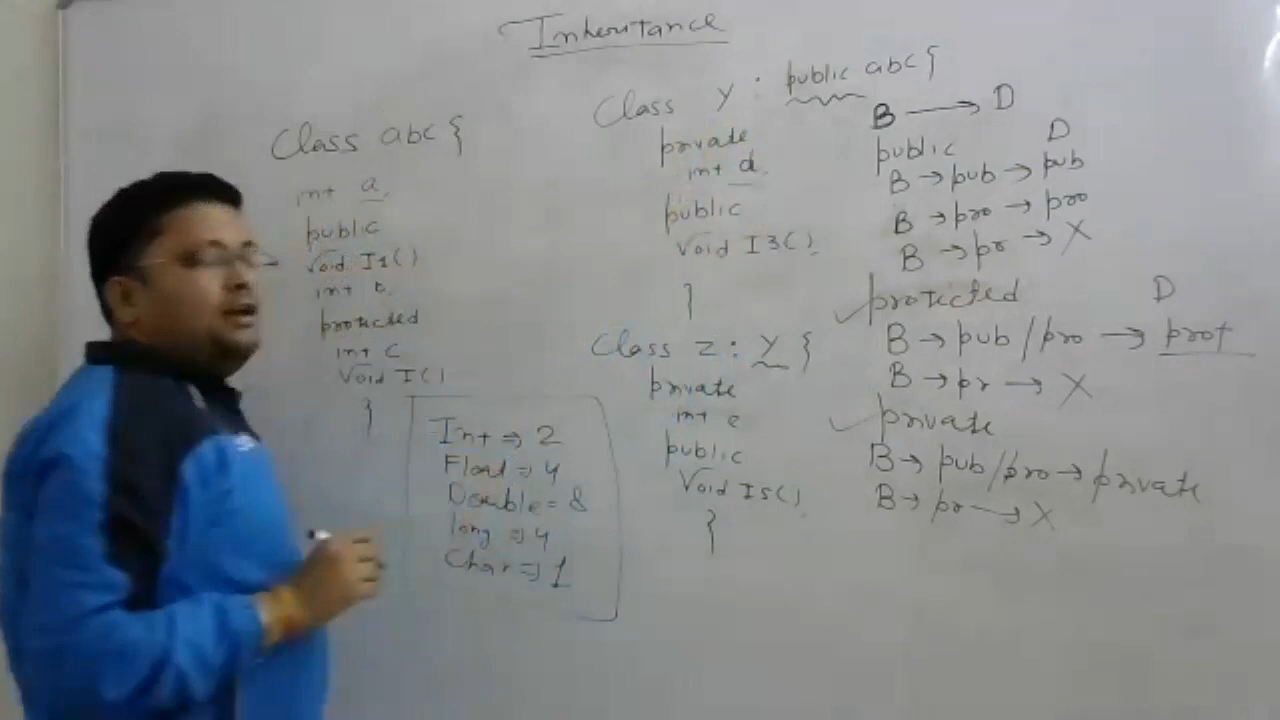 Inheritance
Class abc {
int a,
public
Void I1()
int b,
protected
int c
Void I()
}
Int => 2
Float => 4
Double = 8
long => 4
Char => 1
Class y : public abc {
private
int d,
public
Void I3(),
}
Class z : y {
private
int e
public
Void I5(),
}
B → D
public D
B → pub → pub
B → pro → pro
B → pr → X
✓ protected D
B → pub / pro → prot
B → pr → X
✓ private
B → pub/pro → private
B → pr → X